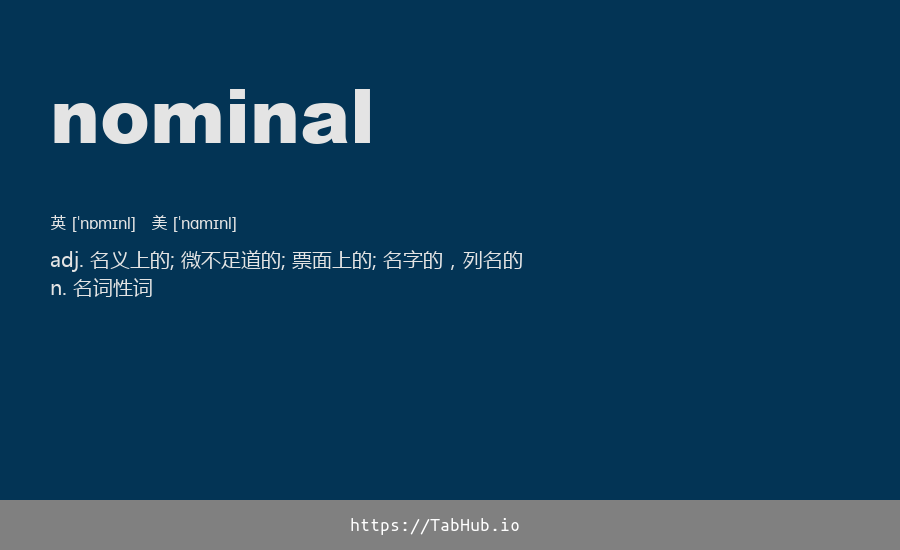 nominal
英 [ˈnɒmɪnl] 美 [ˈnɑmɪnl]
adj. 名义上的; 微不足道的; 票面上的; 名字的，列名的
n. 名词性词
https://TabHub.io